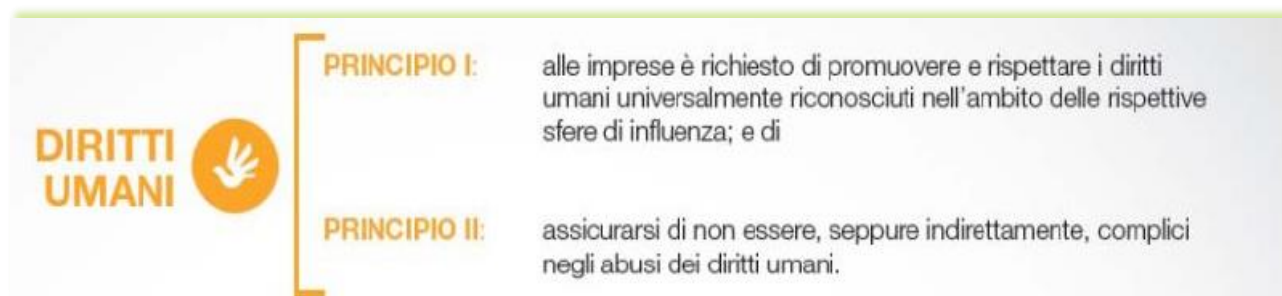 DIRITTI
UMANI
PRINCIPIO I:
alle imprese è richiesto di promuovere e rispettare i diritti
umani universalmente riconosciuti nell'ambito delle rispettive
sfere di influenza; e di
PRINCIPIO II:
assicurarsi di non essere, seppure indirettamente, complici
negli abusi dei diritti umani.